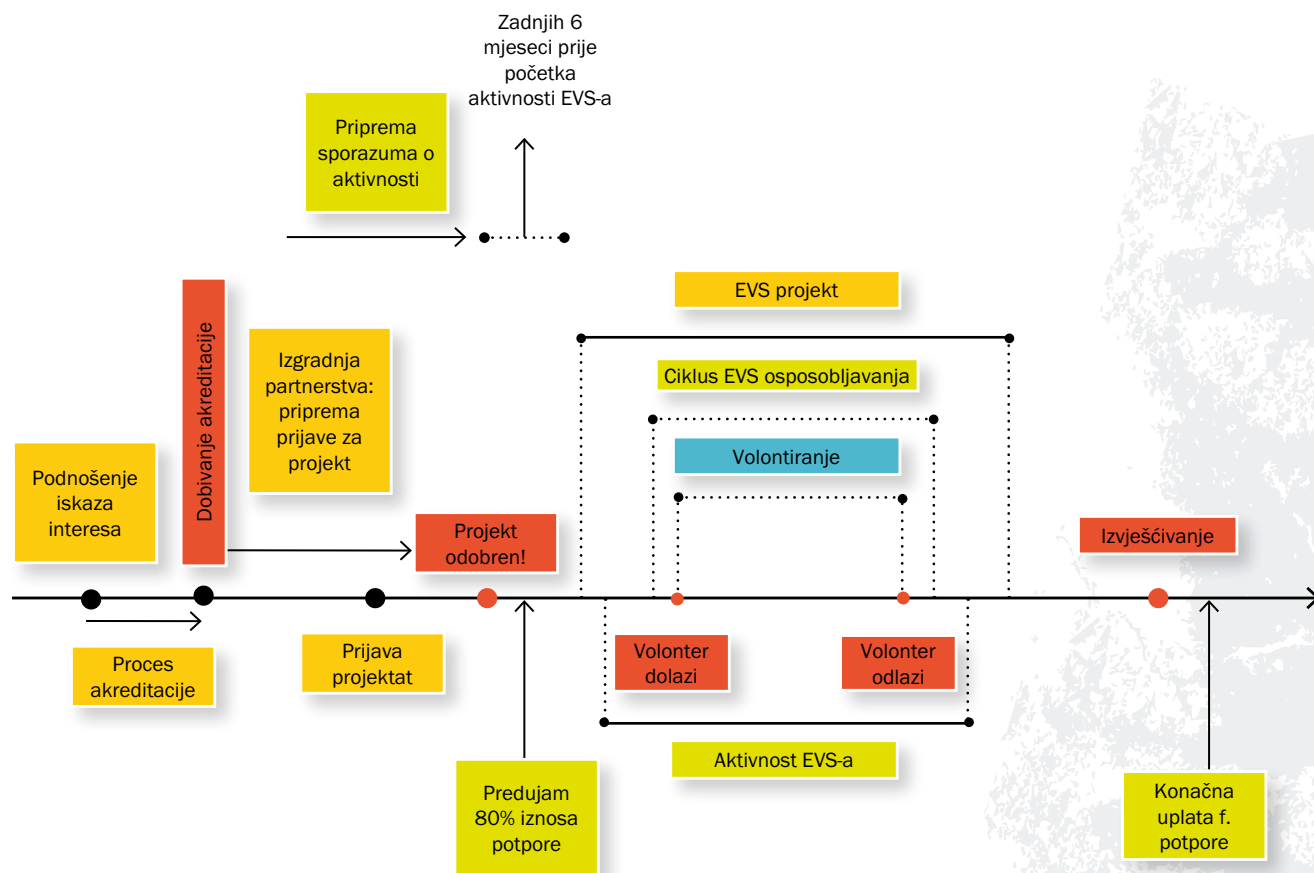 Zadnjih 6
mjeseci prije
početka
aktivnosti EVS-a
Priprema
sporazuma o
aktivnosti
EVS projekt
Dobivanje akreditacije
Izgradnja
partnerstva:
priprema
prijave za
projekt
Ciklus EVS osposobljavanja
Volontiranje
Podnošenje
iskaza
interesa
Projekt
odobren!
Izvješćivanje
Proces
akreditacije
Prijava
projektat
Volonter
dolazi
Volonter
odlazi
Aktivnost EVS-a
Predujam
80% iznosa
potpore
Konačna
uplata f.
potpore